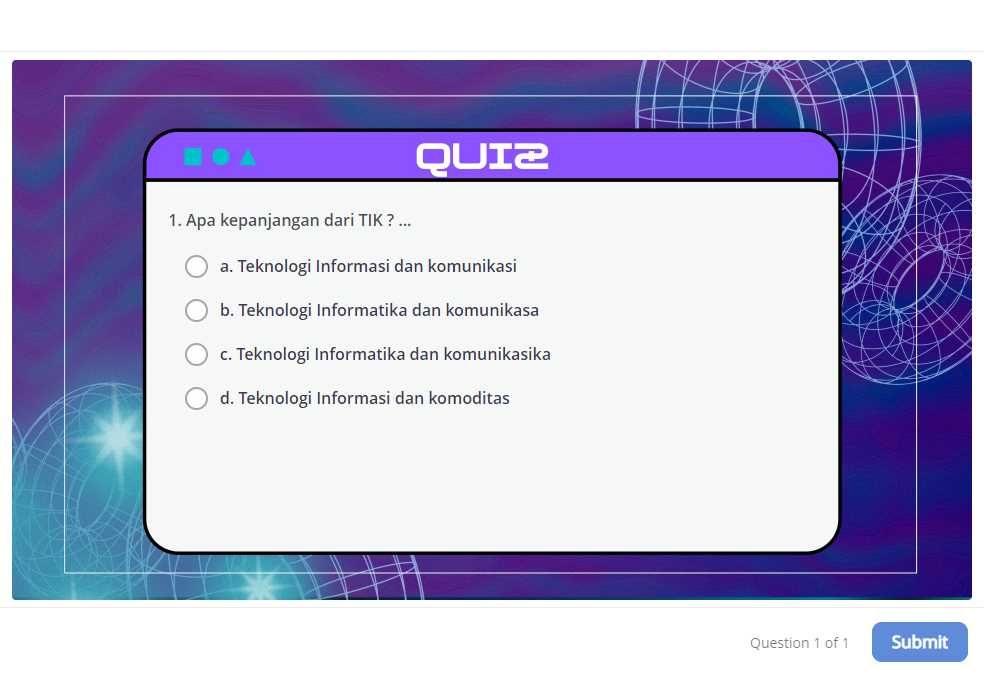 QUIZ
1. Apa kepanjangan dari TIK ? ...
a. Teknologi Informasi dan komunikasi
b. Teknologi Informatika dan komunikasa
c. Teknologi Informatika dan komunikasika
d. Teknologi Informasi dan komoditas
Question 1 of 1
Submit